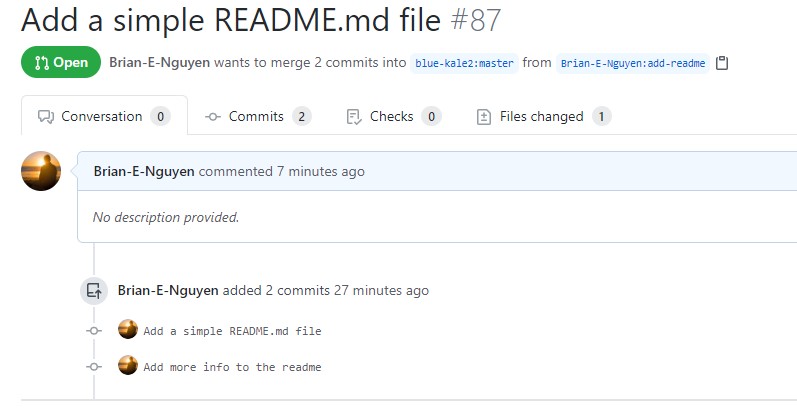 Add a simple README.md file #87
Open Brian-E-Nguyen wants to merge 2 commits into blue-kale2:master from Brian-E-Nguyen:add-readme
Conversation 0 Commits 2 Checks 0 Files changed 1
Brian-E-Nguyen commented 7 minutes ago
No description provided.
Brian-E-Nguyen added 2 commits 27 minutes ago
Add a simple README.md file
Add more info to the readme